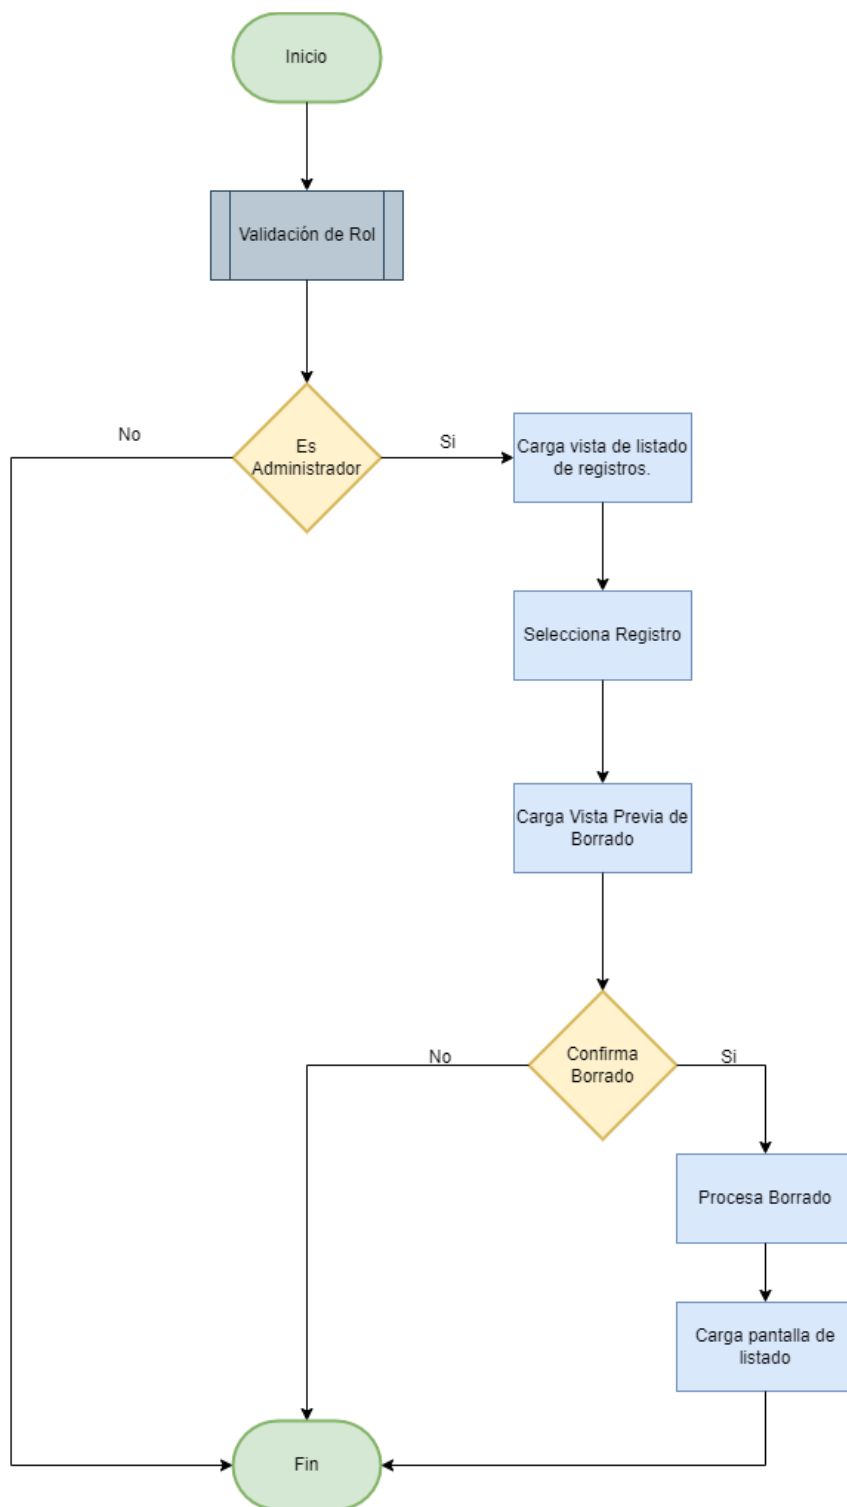 Inicio
Validación de Rol
No
Es
Administrador
Si
Carga vista de listado
de registros.
Selecciona Registro
Carga Vista Previa de
Borrado
No
Confirma
Borrado
Si
Procesa Borrado
Carga pantalla de
listado
Fin